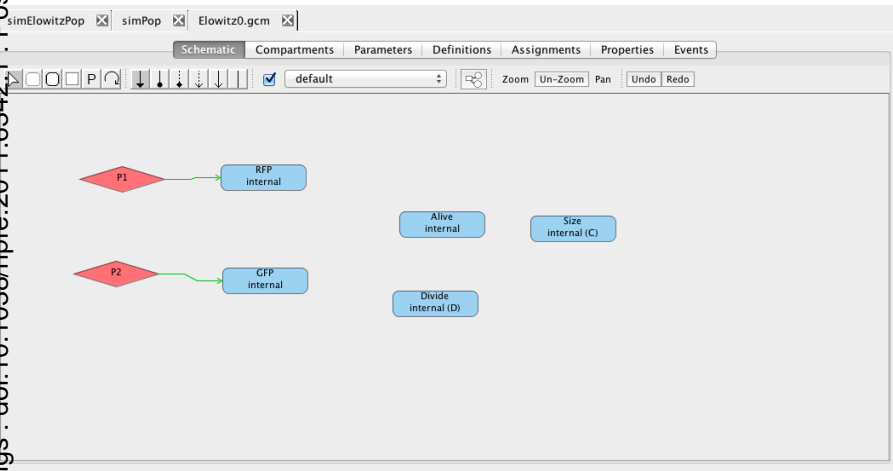 simElowitzPop simPop Elowitz0.gcm
Schematic Compartments Parameters Definitions Assignments Properties Events
P default Zoom Un-Zoom Pan Undo Redo
P1
RFP
internal
Alive
internal
Size
internal (C)
P2
GFP
internal
Divide
internal (D)